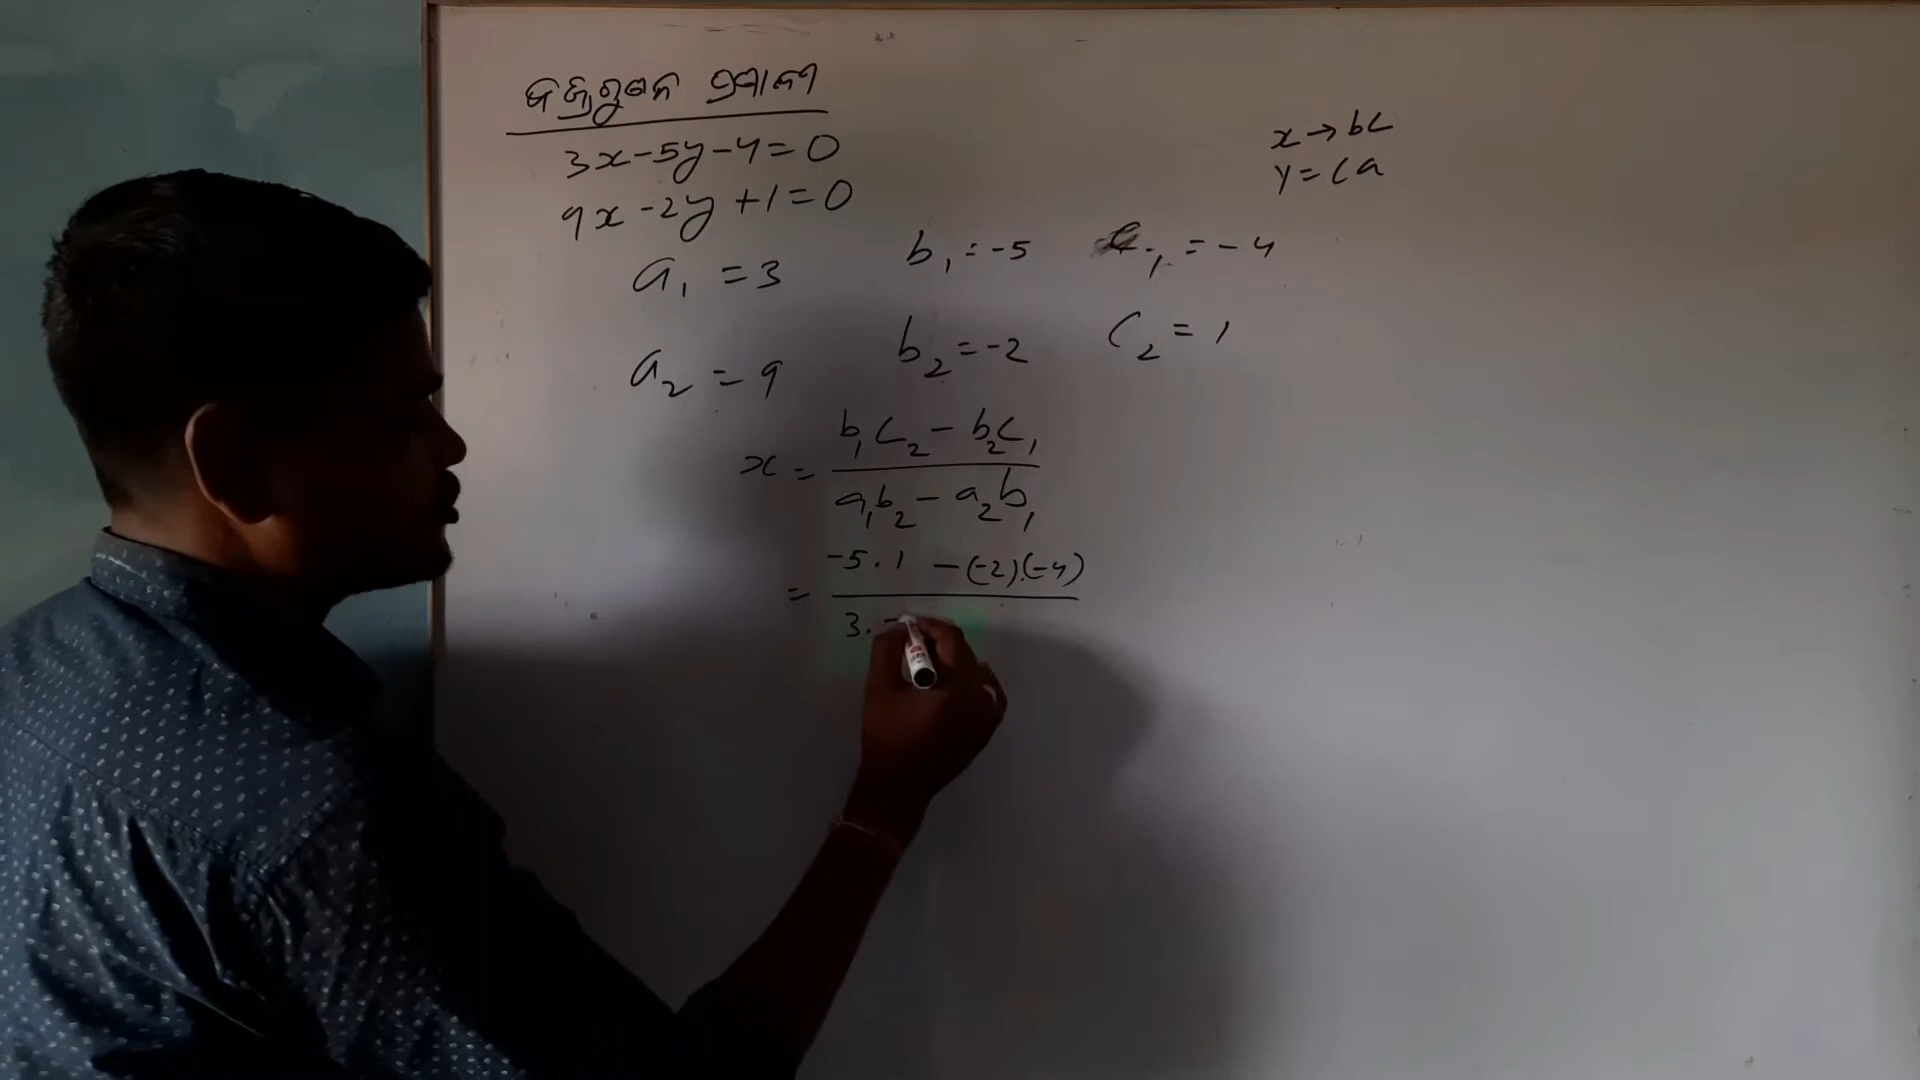 ବଜ୍ରଗୁଣନ ପ୍ରଣାଳୀ
3x-5y-4=0
9x-2y+1=0
x→bc
y=ca
a₁=3 b₁=-5 c₁=-4
a₂=9 b₂=-2 c₂=1
x= b₁c₂-b₂c₁
a₁b₂-a₂b₁
= -5.1 -(-2).(-4)
3. -